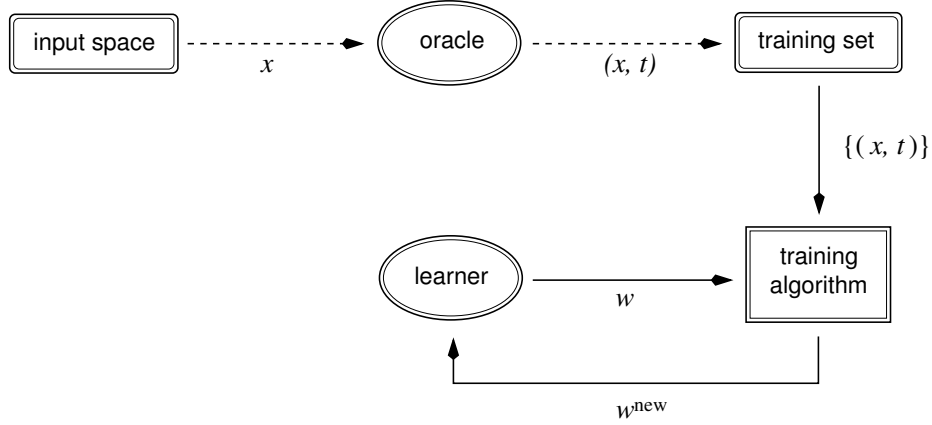 input space
oracle
training set
x
(x, t)
{( x, t )}
learner
training
algorithm
w
w^new